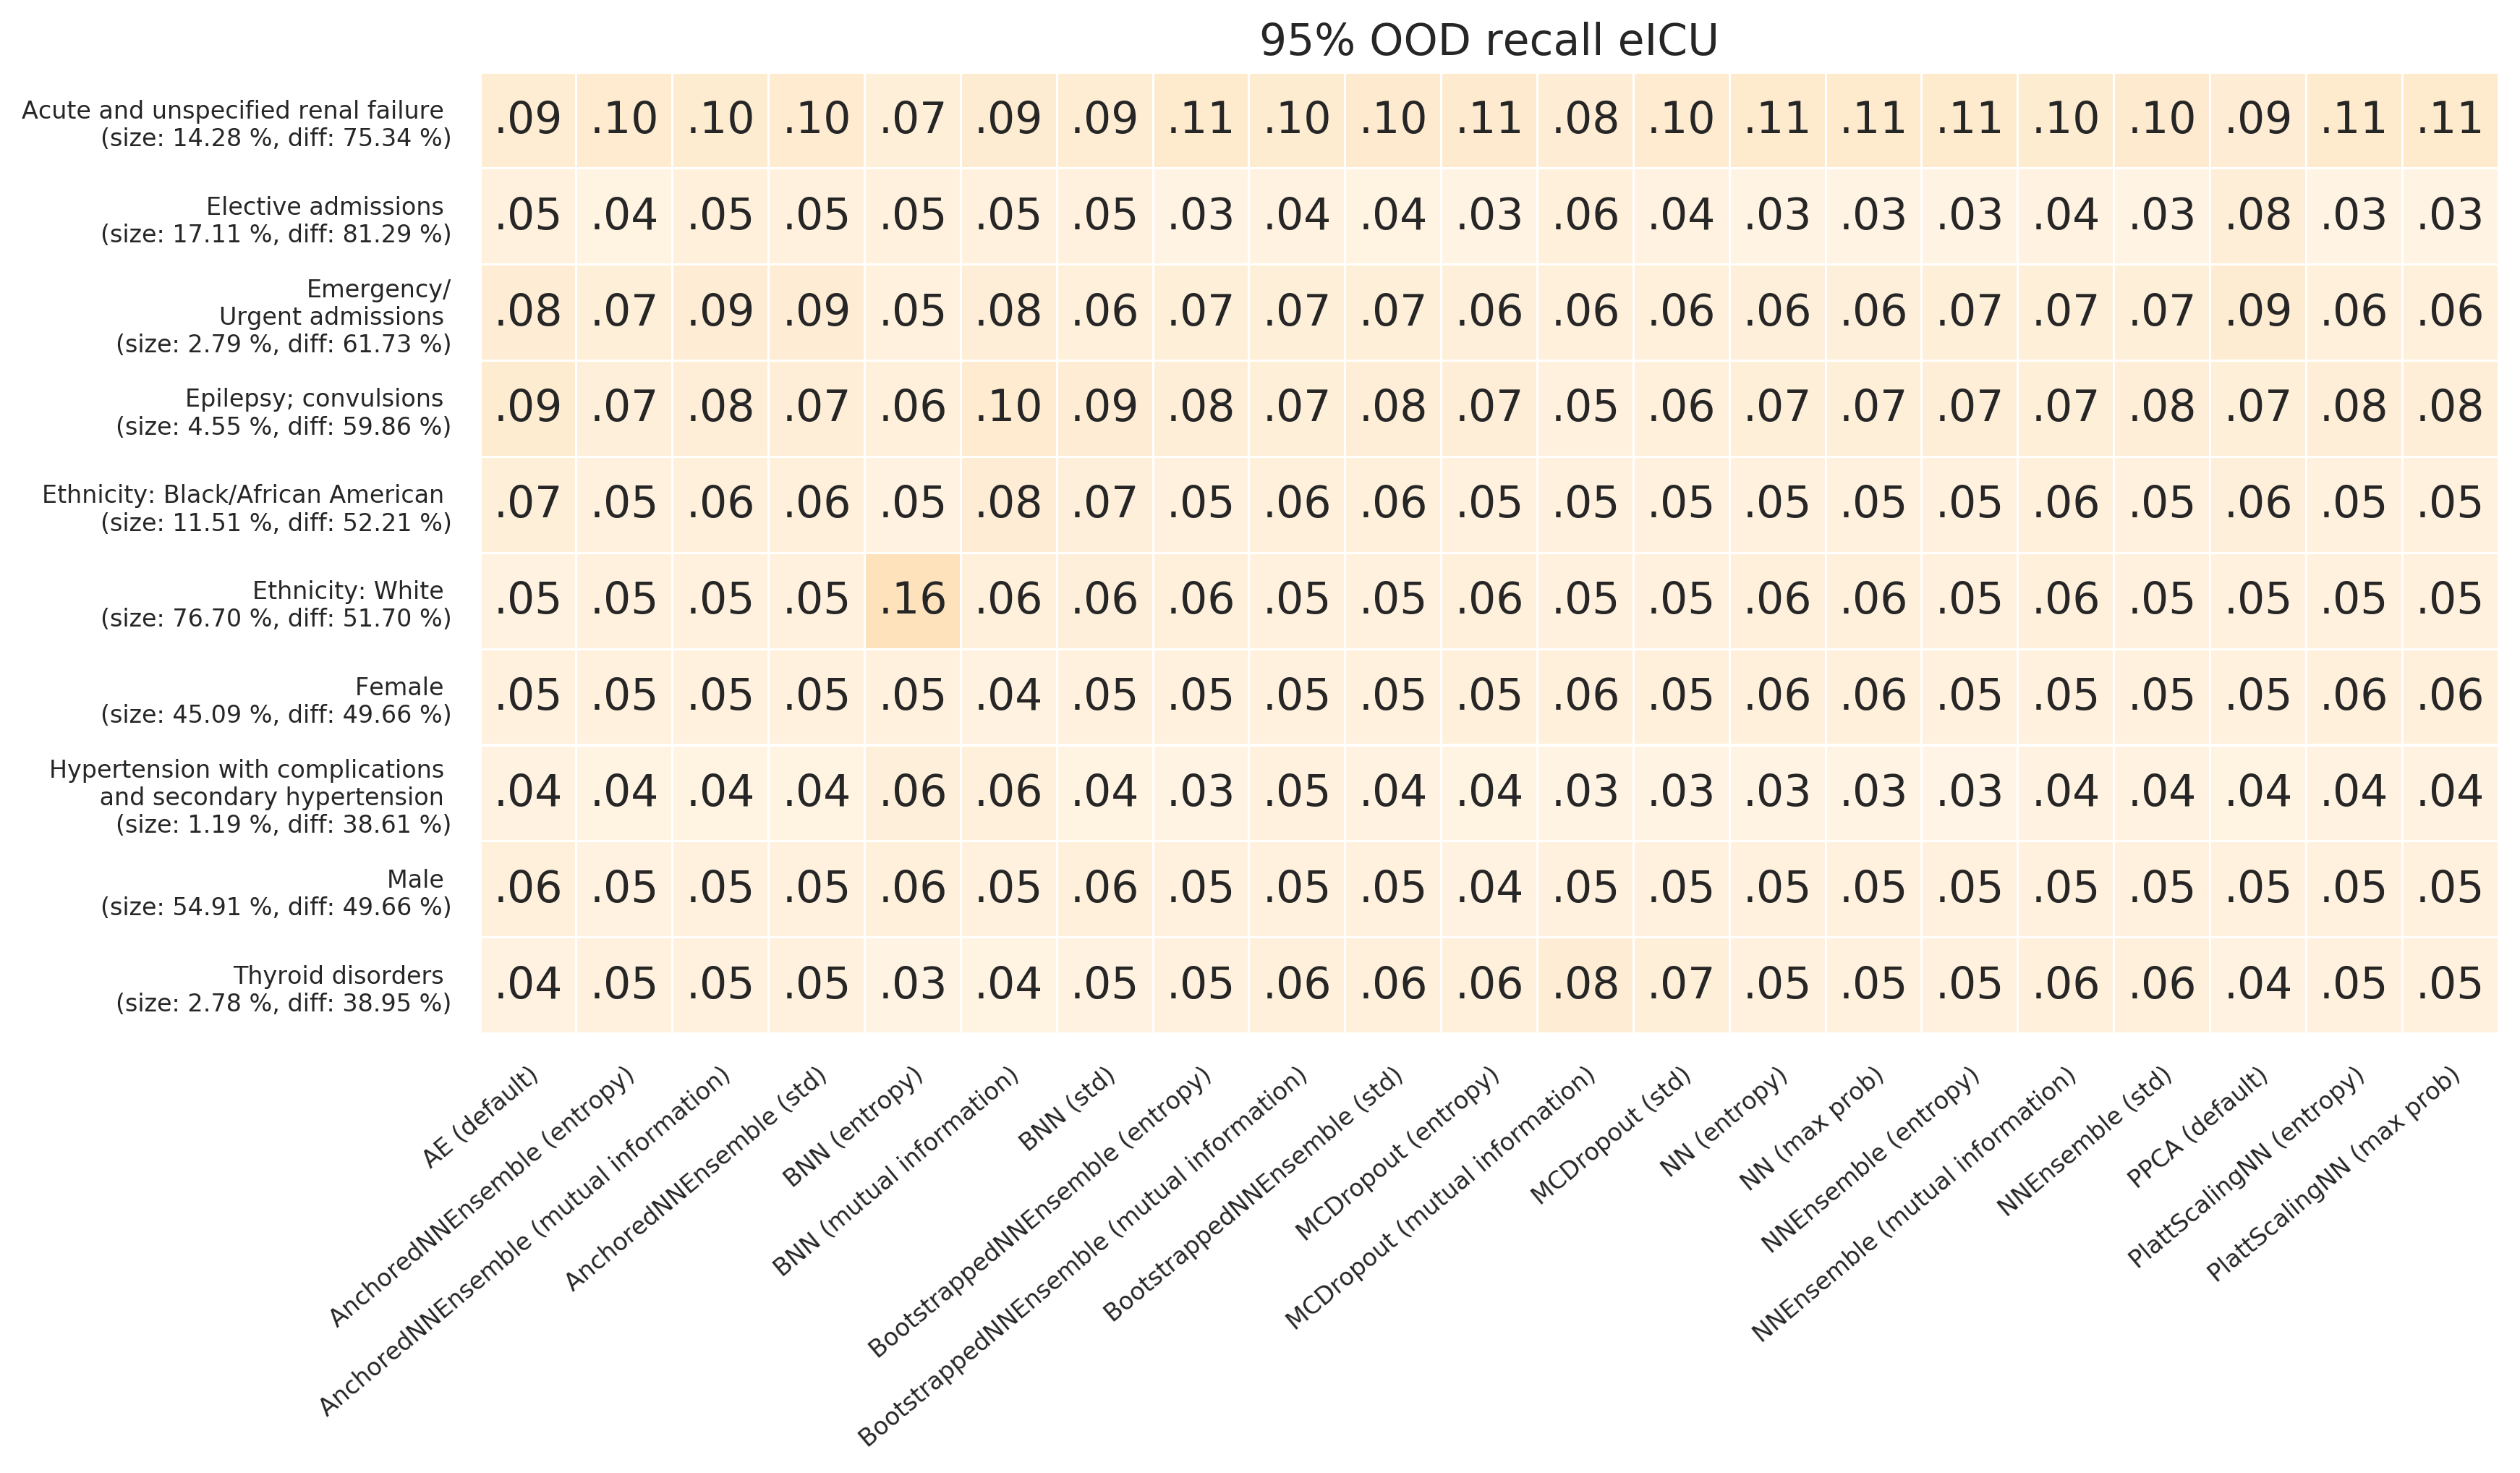 95% OOD recall eICU
Acute and unspecified renal failure
(size: 14.28 %, diff: 75.34 %)
.09 .10 .10 .10 .07 .09 .09 .11 .10 .10 .11 .08 .10 .11 .11 .11 .10 .10 .09 .11 .11
Elective admissions
(size: 17.11 %, diff: 81.29 %)
.05 .04 .05 .05 .05 .05 .05 .03 .04 .04 .03 .06 .04 .03 .03 .03 .04 .03 .08 .03 .03
Emergency/
Urgent admissions
(size: 2.79 %, diff: 61.73 %)
.08 .07 .09 .09 .05 .08 .06 .07 .07 .07 .06 .06 .06 .06 .06 .07 .07 .07 .09 .06 .06
Epilepsy; convulsions
(size: 4.55 %, diff: 59.86 %)
.09 .07 .08 .07 .06 .10 .09 .08 .07 .08 .07 .05 .06 .07 .07 .07 .07 .08 .07 .08 .08
Ethnicity: Black/African American
(size: 11.51 %, diff: 52.21 %)
.07 .05 .06 .06 .05 .08 .07 .05 .06 .06 .05 .05 .05 .05 .05 .05 .06 .05 .06 .05 .05
Ethnicity: White
(size: 76.70 %, diff: 51.70 %)
.05 .05 .05 .05 .16 .06 .06 .06 .05 .05 .06 .05 .05 .06 .06 .05 .06 .05 .05 .05 .05
Female
(size: 45.09 %, diff: 49.66 %)
.05 .05 .05 .05 .05 .04 .05 .05 .05 .05 .05 .06 .05 .06 .06 .05 .05 .05 .05 .06 .06
Hypertension with complications
and secondary hypertension
(size: 1.19 %, diff: 38.61 %)
.04 .04 .04 .04 .06 .06 .04 .03 .05 .04 .04 .03 .03 .03 .03 .03 .04 .04 .04 .04 .04
Male
(size: 54.91 %, diff: 49.66 %)
.06 .05 .05 .05 .06 .05 .06 .05 .05 .05 .04 .05 .05 .05 .05 .05 .05 .05 .05 .05 .05
Thyroid disorders
(size: 2.78 %, diff: 38.95 %)
.04 .05 .05 .05 .03 .04 .05 .05 .06 .06 .06 .08 .07 .05 .05 .05 .06 .06 .04 .05 .05
AE (default)
AnchoredNNEnsemble (entropy)
AnchoredNNEnsemble (mutual information)
AnchoredNNEnsemble (std)
BNN (entropy)
BNN (mutual information)
BNN (std)
BootstrappedNNEnsemble (entropy)
BootstrappedNNEnsemble (mutual information)
BootstrappedNNEnsemble (std)
MCDropout (entropy)
MCDropout (mutual information)
MCDropout (std)
NN (entropy)
NN (max prob)
NNEnsemble (entropy)
NNEnsemble (mutual information)
NNEnsemble (std)
PPCA (default)
PlattScalingNN (entropy)
PlattScalingNN (max prob)